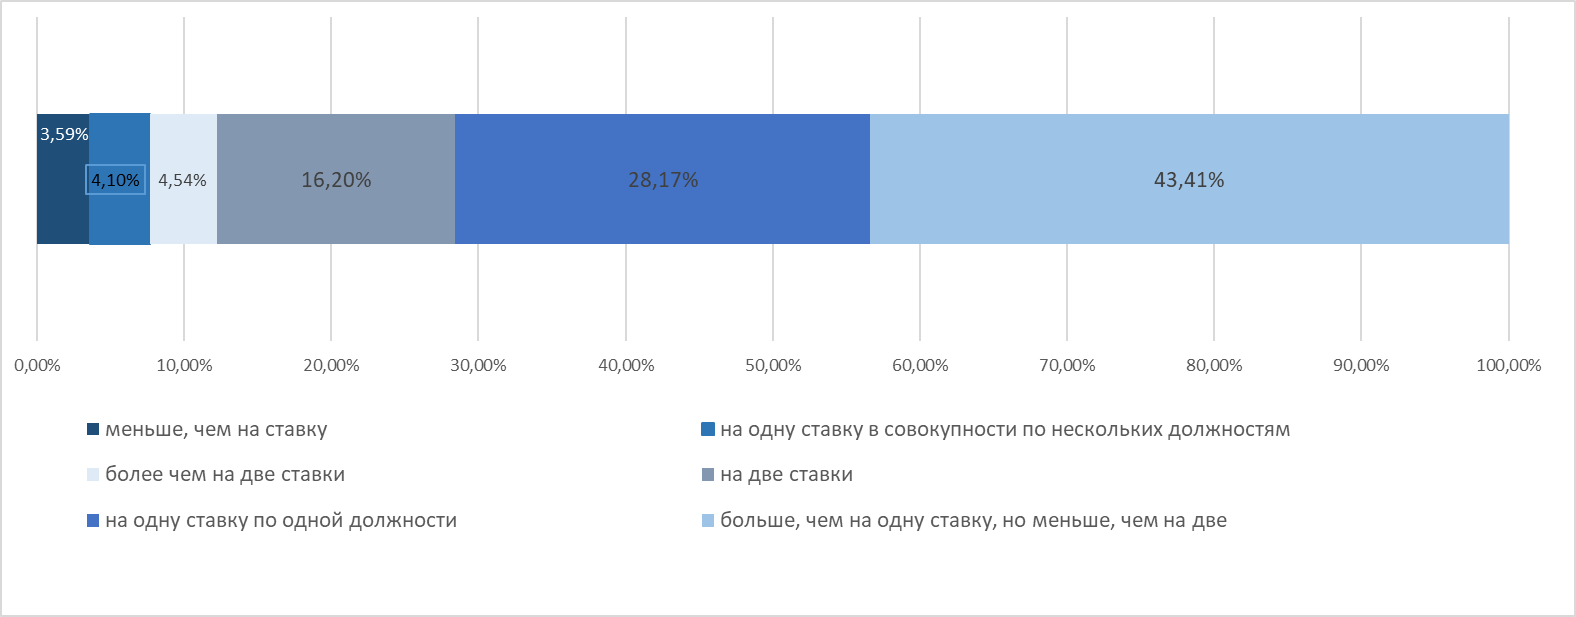 3,59%
4,10% 4,54% 16,20% 28,17% 43,41%
0,00% 10,00% 20,00% 30,00% 40,00% 50,00% 60,00% 70,00% 80,00% 90,00% 100,00%
меньше, чем на ставку
на одну ставку в совокупности по нескольких должностям
более чем на две ставки
на две ставки
на одну ставку по одной должности
больше, чем на одну ставку, но меньше, чем на две